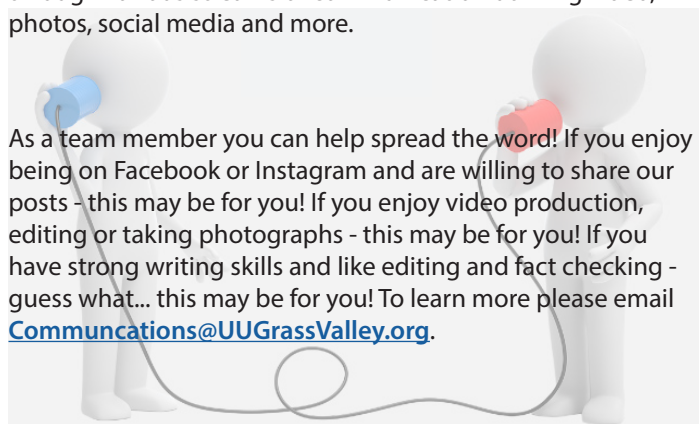 photos, social media and more.
As a team member you can help spread the word! If you enjoy
being on Facebook or Instagram and are willing to share our
posts - this may be for you! If you enjoy video production,
editing or taking photographs - this may be for you! If you
have strong writing skills and like editing and fact checking -
guess what... this may be for you! To learn more please email
Communcations@UUGrassValley.org.